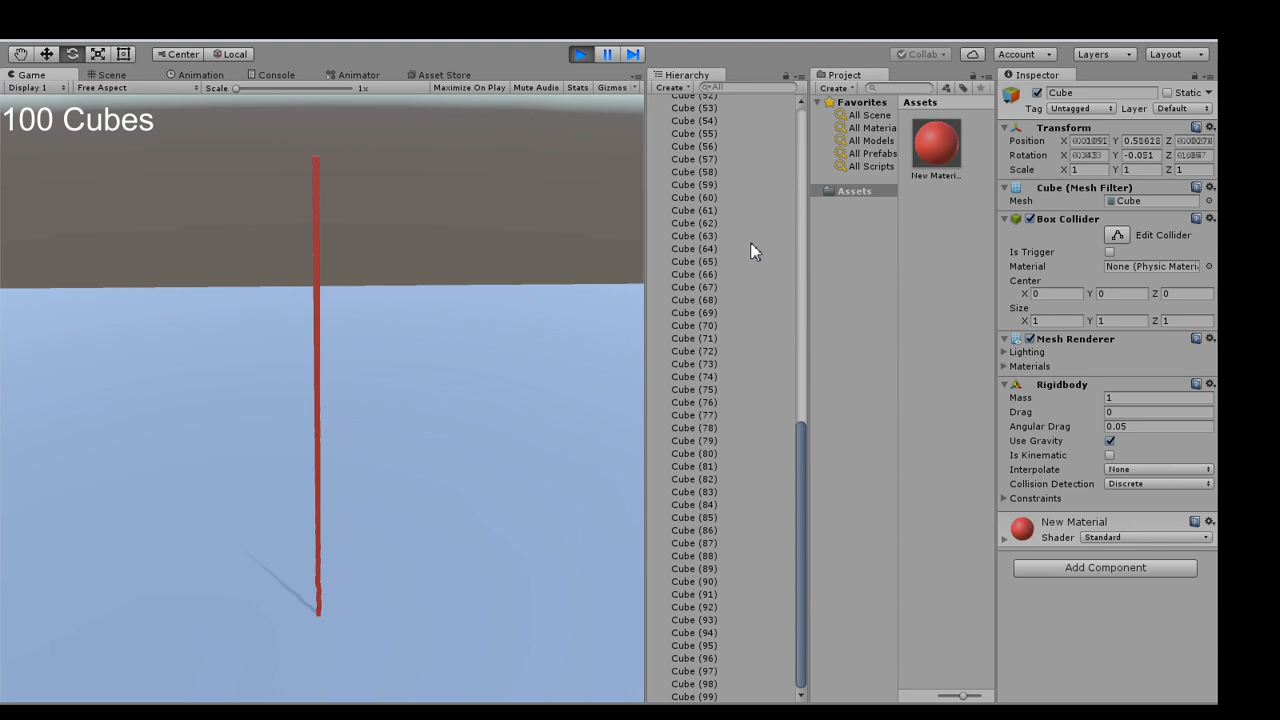 Center Local Collab Account Layers Layout
Game Scene Animation Console Animator Asset Store Hierarchy Project Inspector
Display 1 Free Aspect Scale 1x Maximize On Play Mute Audio Stats Gizmos
Create All
Create
100 Cubes
Cube (52)
Cube (53)
Cube (54)
Cube (55)
Cube (56)
Cube (57)
Cube (58)
Cube (59)
Cube (60)
Cube (61)
Cube (62)
Cube (63)
Cube (64)
Cube (65)
Cube (66)
Cube (67)
Cube (68)
Cube (69)
Cube (70)
Cube (71)
Cube (72)
Cube (73)
Cube (74)
Cube (75)
Cube (76)
Cube (77)
Cube (78)
Cube (79)
Cube (80)
Cube (81)
Cube (82)
Cube (83)
Cube (84)
Cube (85)
Cube (86)
Cube (87)
Cube (88)
Cube (89)
Cube (90)
Cube (91)
Cube (92)
Cube (93)
Cube (94)
Cube (95)
Cube (96)
Cube (97)
Cube (98)
Cube (99)
Favorites
All Scene
All Materia
All Models
All Prefabs
All Scripts
Assets
Assets
New Materi...
Cube Static
Tag Untagged Layer Default
Transform
Position X Y Z
Rotation X Y -0.081 Z
Scale X 1 Y 1 Z 1
Cube (Mesh Filter)
Mesh Cube
Box Collider
Edit Collider
Is Trigger
Material None (Physic Materi.
Center
X 0 Y 0 Z 0
Size
X 1 Y 1 Z 1
Mesh Renderer
Lighting
Materials
Rigidbody
Mass 1
Drag 0
Angular Drag 0.05
Use Gravity
Is Kinematic
Interpolate None
Collision Detection Discrete
Constraints
New Material
Shader Standard
Add Component